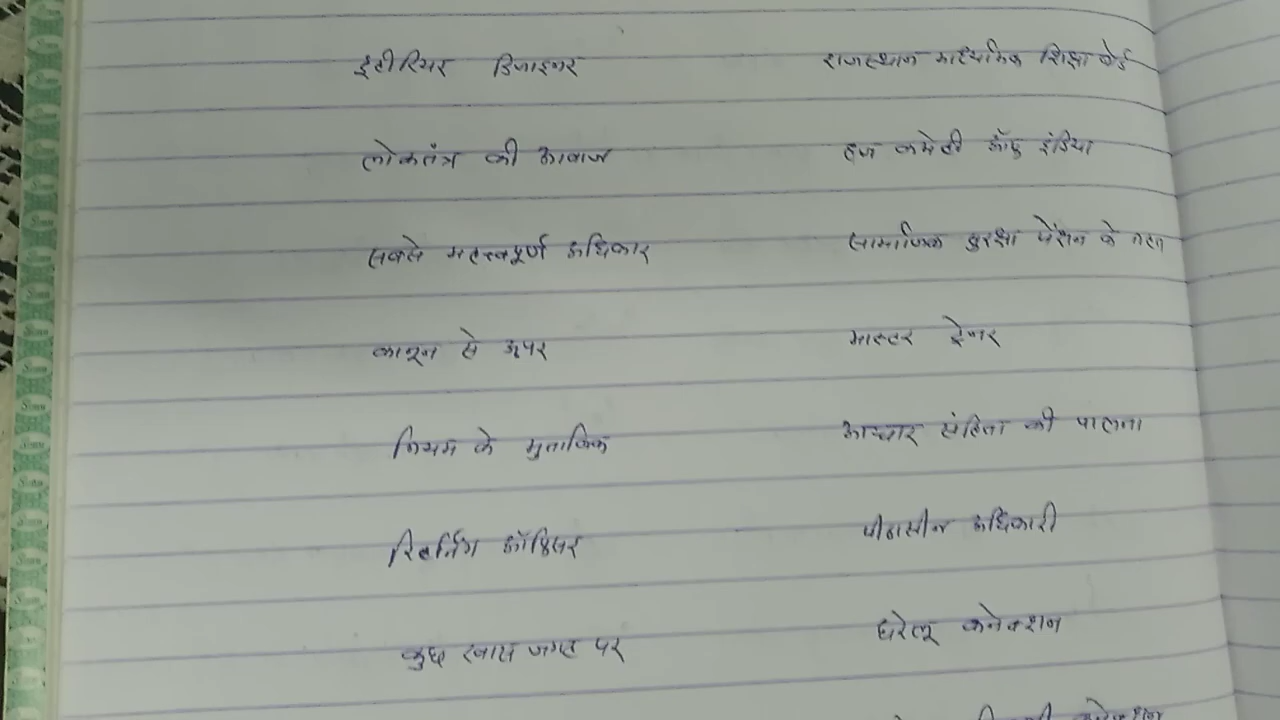 इंटीरियर डिजाइनर राजस्थान माध्यमिक शिक्षा बोर्ड
लोकतंत्र की आवाज हज कमेटी ऑफ इंडिया
सबसे महत्त्वपूर्ण अधिकार सामाजिक सुरक्षा पेंशन के तहत
कानून से ऊपर मास्टर ट्रेनर
नियम के मुताबिक आचार संहिता की पालना
रिटर्निंग ऑफिसर पीठासीन अधिकारी
कुछ खास जगह पर घरेलू कनेक्शन